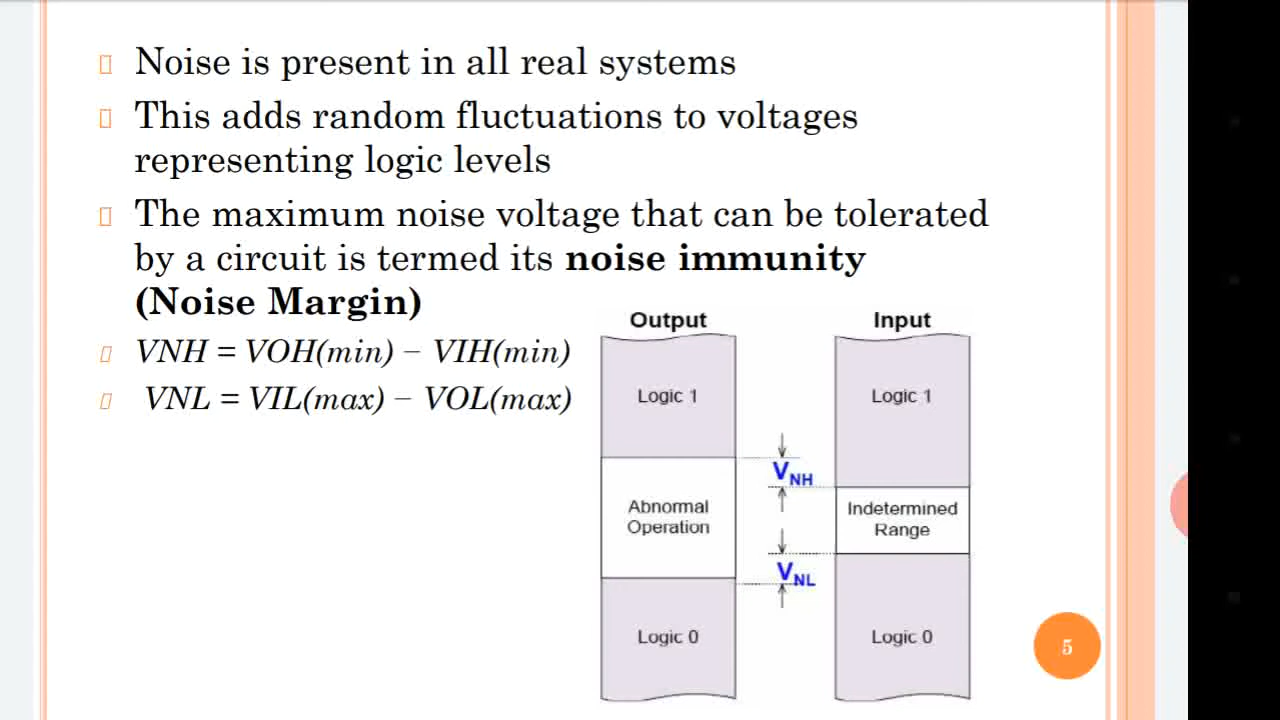 Noise is present in all real systems
This adds random fluctuations to voltages
representing logic levels
The maximum noise voltage that can be tolerated
by a circuit is termed its noise immunity
(Noise Margin)
VNH = VOH(min) − VIH(min)
VNL = VIL(max) − VOL(max)
Output
Input
Logic 1
Logic 1
VNH
Abnormal
Operation
Indetermined
Range
VNL
Logic 0
Logic 0
5